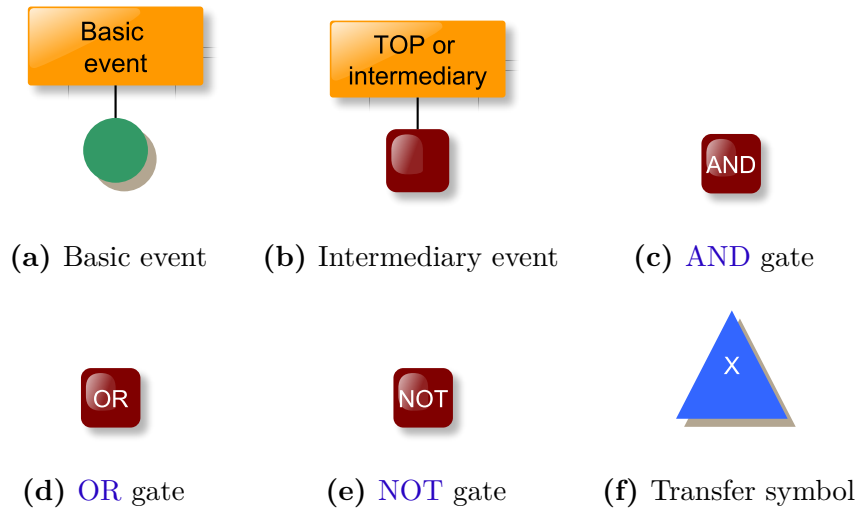 Basic
event
TOP or
intermediary
AND
(a) Basic event
(b) Intermediary event
(c) AND gate
OR
NOT
X
(d) OR gate
(e) NOT gate
(f) Transfer symbol